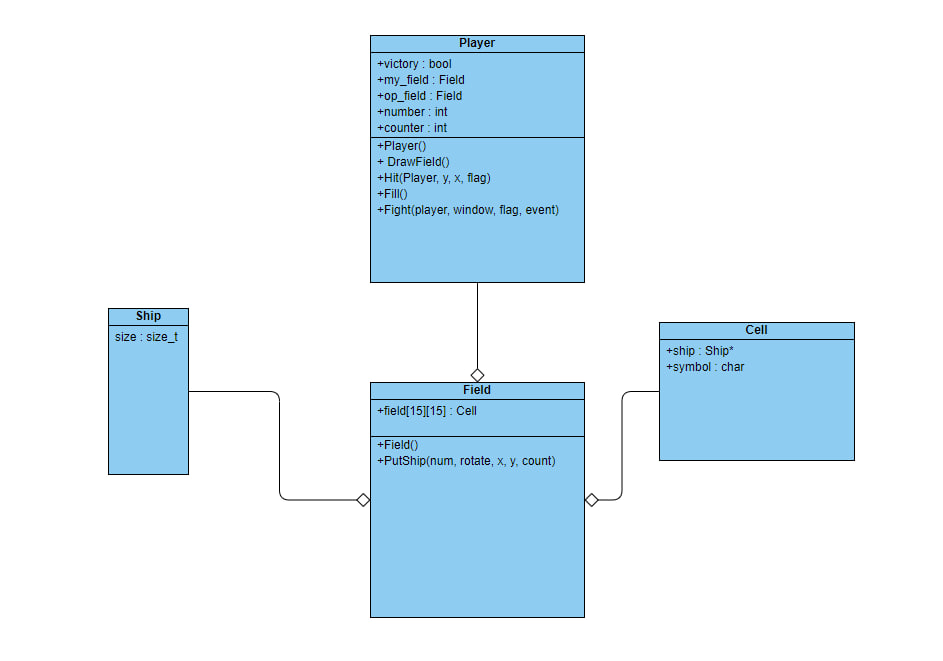 Player
+victory : bool
+my_field : Field
+op_field : Field
+number : int
+counter : int
+Player()
+ DrawField()
+Hit(Player, y, x, flag)
+Fill()
+Fight(player, window, flag, event)
Ship
size : size_t
Cell
+ship : Ship*
+symbol : char
Field
+field[15][15] : Cell
+Field()
+PutShip(num, rotate, x, y, count)